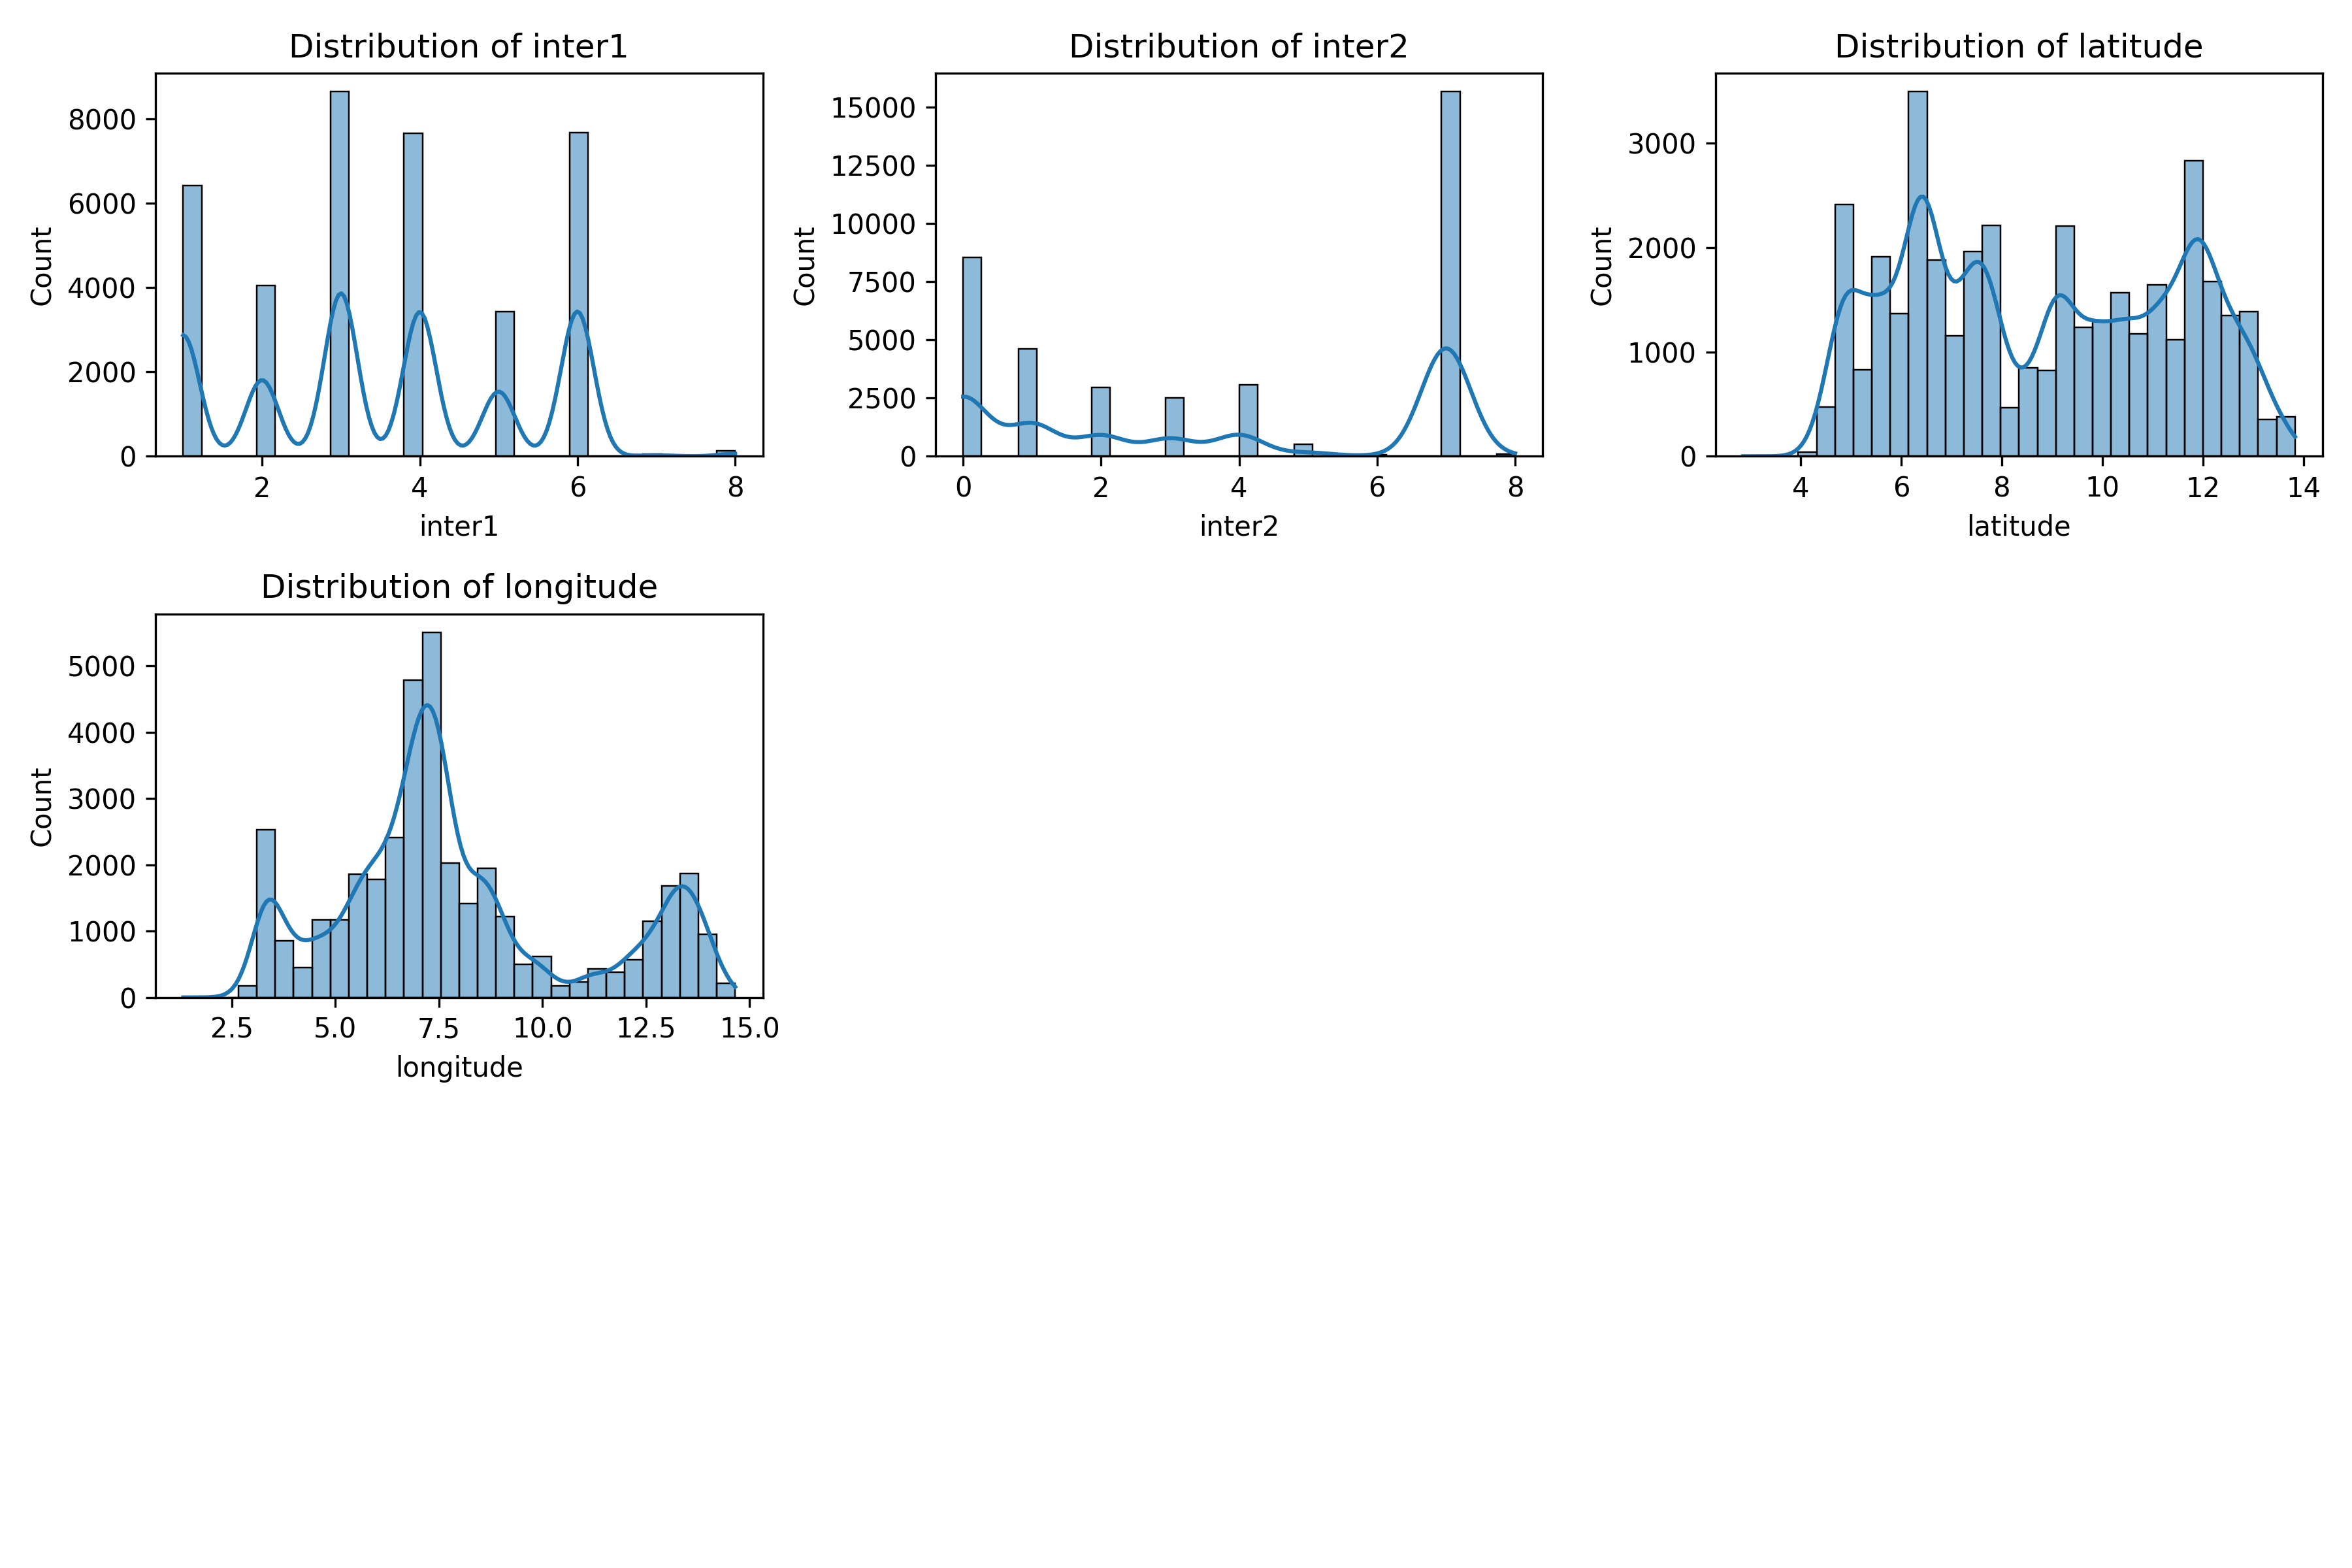 Distribution of inter1
8000
6000
4000
2000
0
Count
2 4 6 8
inter1
Distribution of inter2
15000
12500
10000
7500
5000
2500
0
Count
0 2 4 6 8
inter2
Distribution of latitude
3000
2000
1000
0
Count
4 6 8 10 12 14
latitude
Distribution of longitude
5000
4000
3000
2000
1000
0
Count
2.5 5.0 7.5 10.0 12.5 15.0
longitude